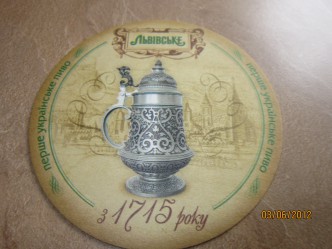 Львівське
перше українське пиво
перше українське пиво
з 1715 року
03/06/2012